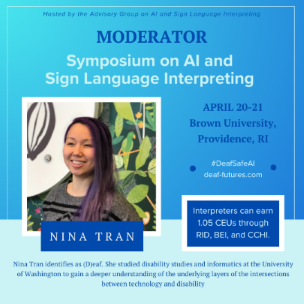 Hosted by the Advisory Group on AI and Sign Language Interpreting
MODERATOR
Symposium on AI and
Sign Language Interpreting
APRIL 20-21
Brown University,
Providence, RI
#DeafSafeAI
deaf-futures.com
Interpreters can earn
1.05 CEUs through
RID, BEI, and CCHI.
NINA TRAN
Nina Tran identifies as (D)eaf. She studied disability studies and informatics at the University
of Washington to gain a deeper understanding of the underlying layers of the intersections
between technology and disability